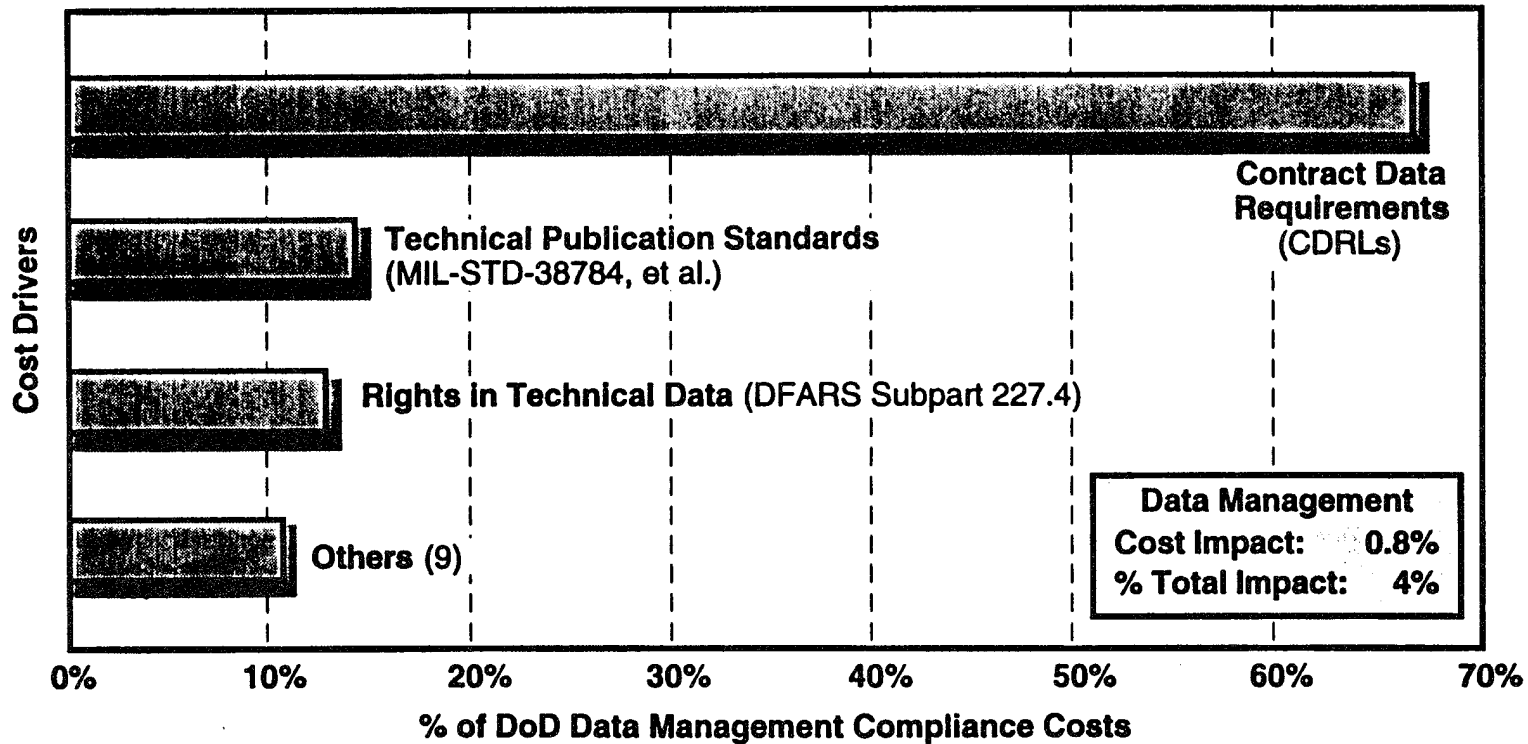 Contract Data
Requirements
(CDRLs)
Technical Publication Standards
(MIL-STD-38784, et al.)
Rights in Technical Data (DFARS Subpart 227.4)
Others (9)
Cost Drivers
Data Management
Cost Impact: 0.8%
% Total Impact: 4%
0% 10% 20% 30% 40% 50% 60% 70%
% of DoD Data Management Compliance Costs